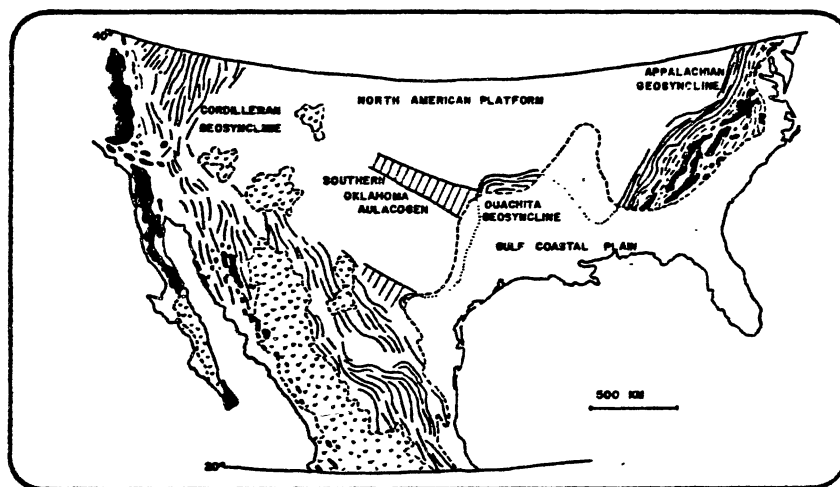 40°
APPALACHIAN
GEOSYNCLINE
NORTH AMERICAN PLATFORM
CORDILLERAN
GEOSYNCLINE
SOUTHERN
OKLAHOMA
AULACOGEN
OUACHITA
GEOSYNCLINE
GULF COASTAL PLAIN
500 KM
20°